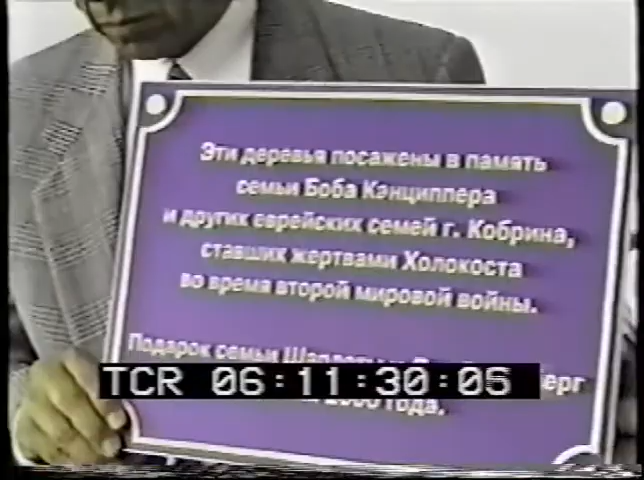 Эти деревья посажены в память
семьи Боба Кэнциппера
и других еврейских семей г. Кобрина,
ставших жертвами Холокоста
во время второй мировой войны.
Подарок семьи
TCR 06:11:30:05
года.